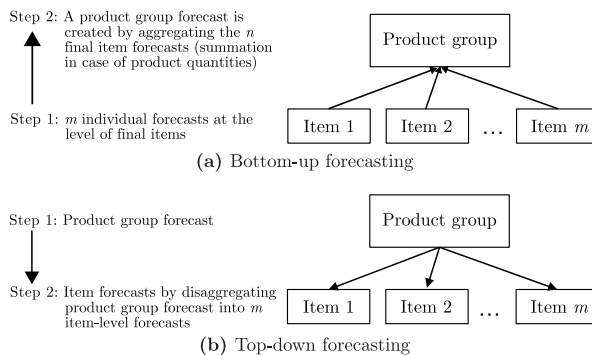 Step 2: A product group forecast is
created by aggregating the n
final item forecasts (summation
in case of product quantities)
Product group
Step 1: m individual forecasts at the
level of final items
Item 1
Item 2
...
Item m
(a) Bottom-up forecasting
Step 1: Product group forecast
Product group
Step 2: Item forecasts by disaggregating
product group forecast into m
item-level forecasts
Item 1
Item 2
...
Item m
(b) Top-down forecasting